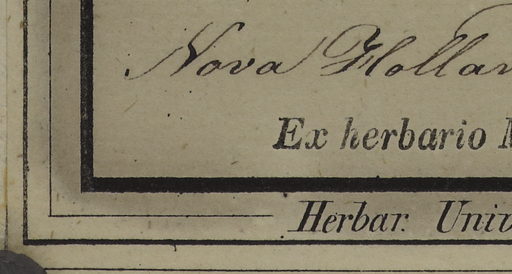 Nova Hollan
Ex herbario
Herbar. Univ